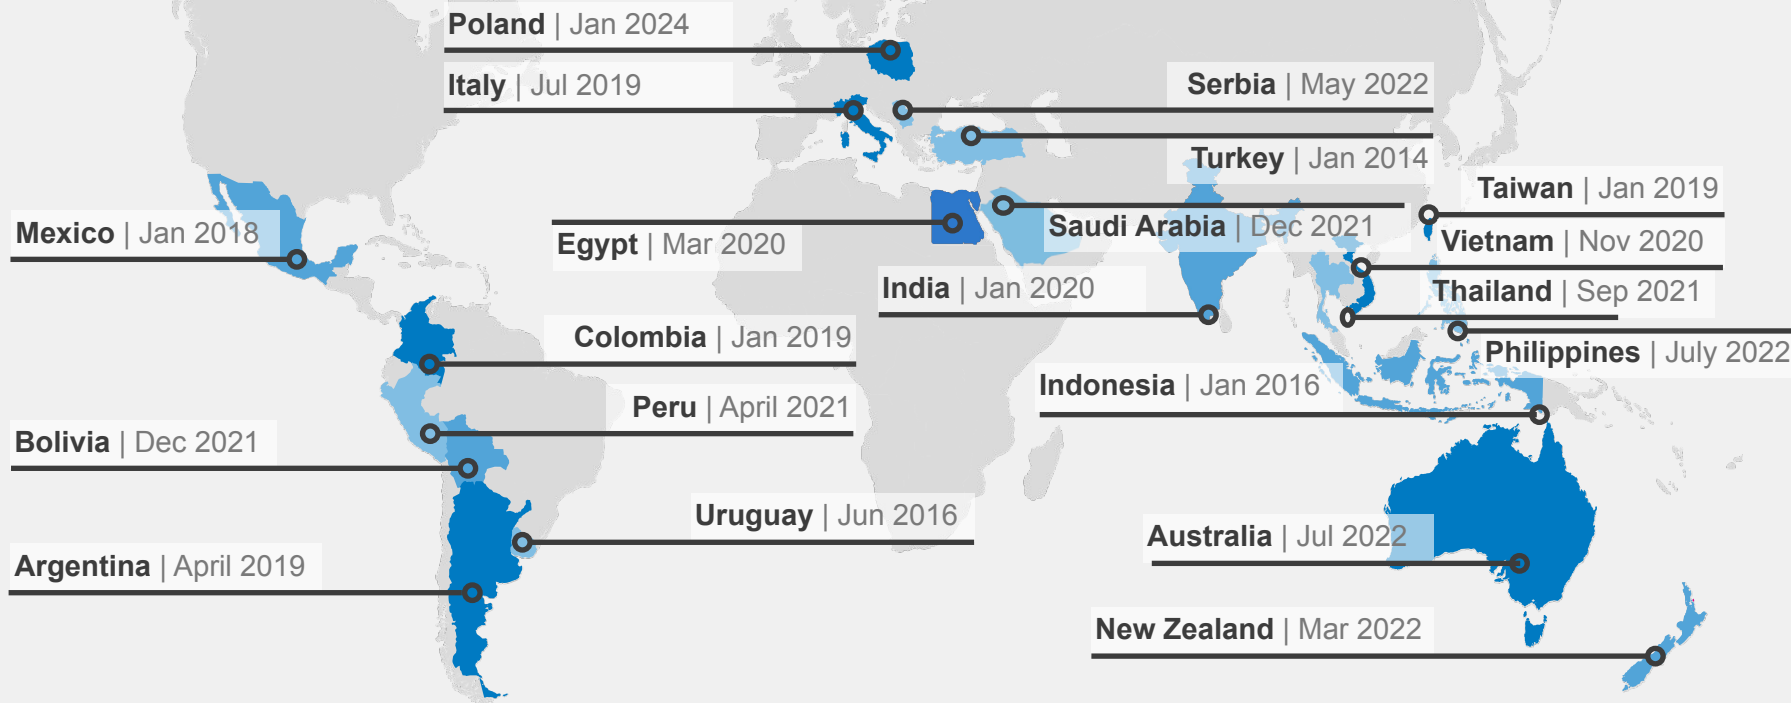 Poland | Jan 2024
Italy | Jul 2019
Serbia | May 2022
Turkey | Jan 2014
Taiwan | Jan 2019
Mexico | Jan 2018
Egypt | Mar 2020
Saudi Arabia | Dec 2021
Vietnam | Nov 2020
India | Jan 2020
Thailand | Sep 2021
Colombia | Jan 2019
Philippines | July 2022
Indonesia | Jan 2016
Peru | April 2021
Bolivia | Dec 2021
Uruguay | Jun 2016
Australia | Jul 2022
Argentina | April 2019
New Zealand | Mar 2022